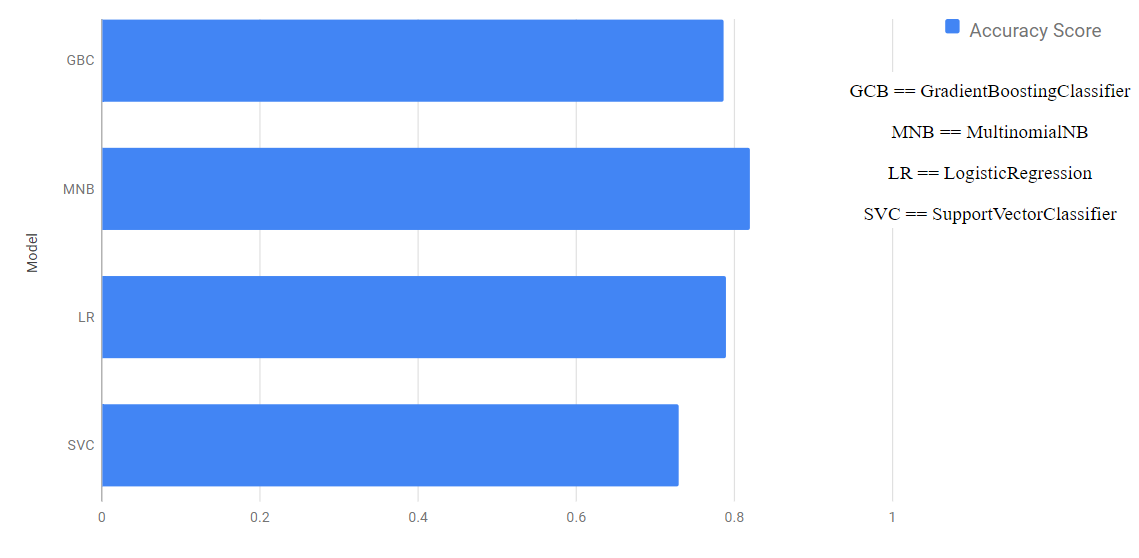 Accuracy Score
GCB == GradientBoostingClassifier
MNB == MultinomialNB
LR == LogisticRegression
SVC == SupportVectorClassifier
Model
GBC
MNB
LR
SVC
0 0.2 0.4 0.6 0.8 1